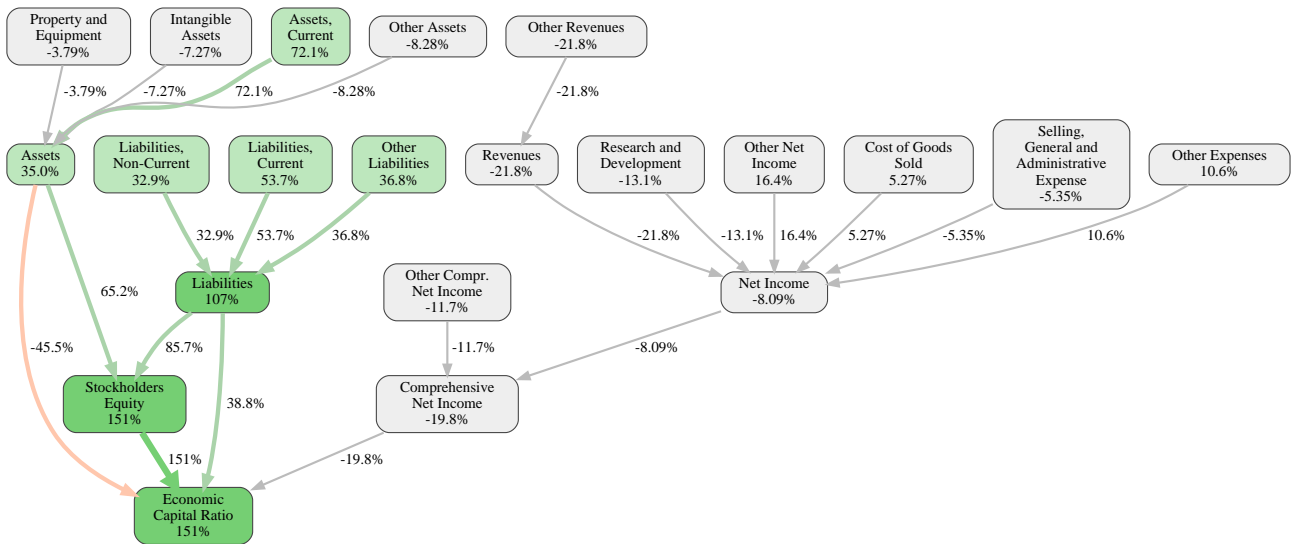 Property and
Equipment
-3.79%
Intangible
Assets
-7.27%
Assets,
Current
72.1%
Other Assets
-8.28%
Other Revenues
-21.8%
-3.79%
-7.27%
72.1%
-8.28%
-21.8%
Assets
35.0%
Liabilities,
Non-Current
32.9%
Liabilities,
Current
53.7%
Other
Liabilities
36.8%
Revenues
-21.8%
Research and
Development
-13.1%
Other Net
Income
16.4%
Cost of Goods
Sold
5.27%
Selling,
General and
Administrative
Expense
-5.35%
Other Expenses
10.6%
32.9%
53.7%
36.8%
-21.8%
-13.1%
16.4%
5.27%
-5.35%
10.6%
Liabilities
107%
Other Compr.
Net Income
-11.7%
Net Income
-8.09%
65.2%
-45.5%
85.7%
-11.7%
-8.09%
Stockholders
Equity
151%
38.8%
Comprehensive
Net Income
-19.8%
151%
-19.8%
Economic
Capital Ratio
151%